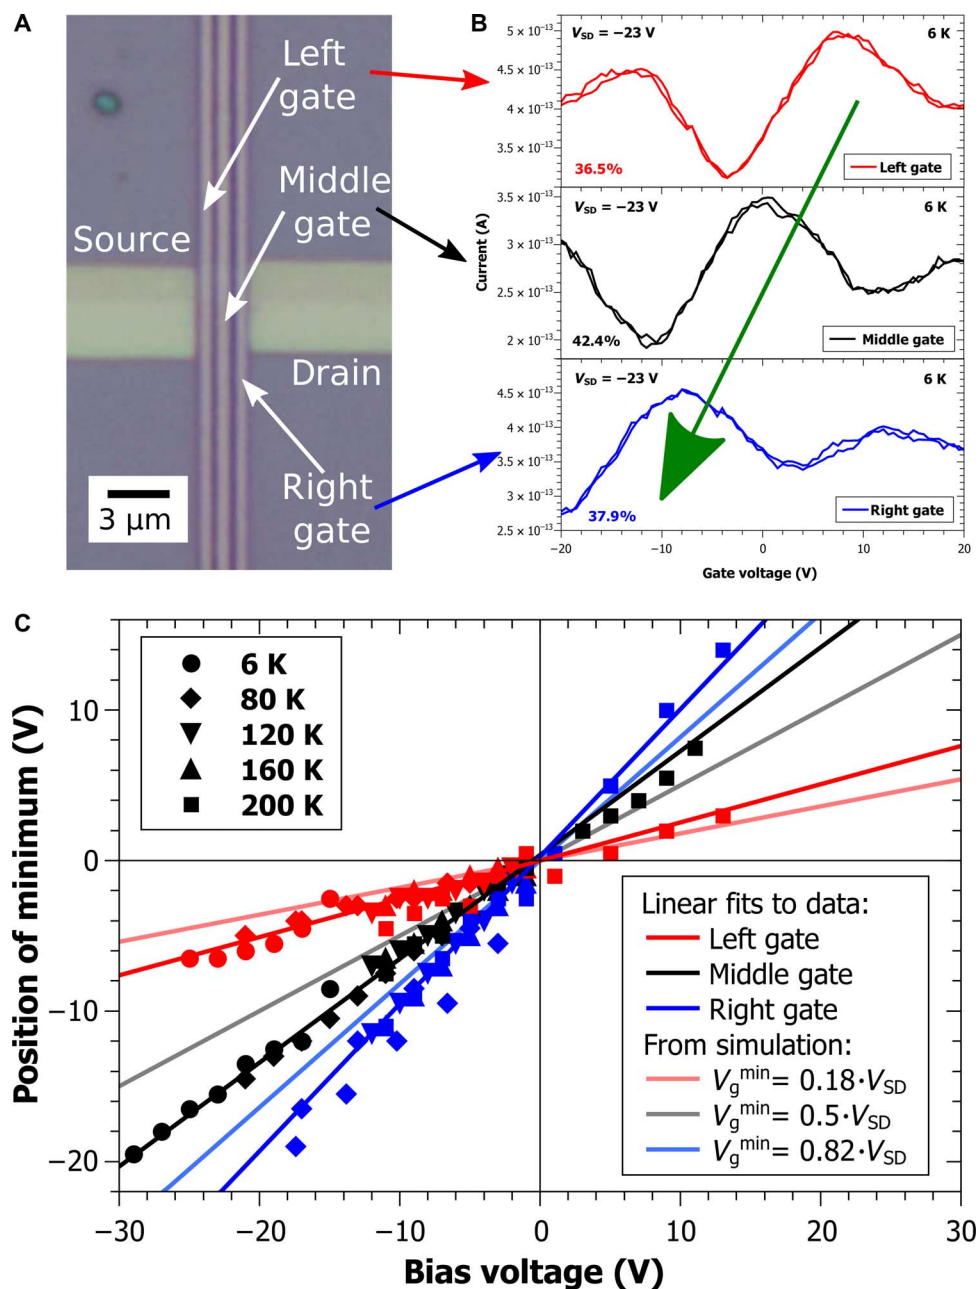 A
Left
gate
Middle
gate
Source
Drain
Right
gate
3 μm
B
V_SD = −23 V
6 K
5 × 10⁻¹³
4.5 × 10⁻¹³
4 × 10⁻¹³
3.5 × 10⁻¹³
36.5%
Left gate
V_SD = −23 V
6 K
3.5 × 10⁻¹³
3 × 10⁻¹³
2.5 × 10⁻¹³
2 × 10⁻¹³
42.4%
Middle gate
Current (A)
V_SD = −23 V
6 K
4.5 × 10⁻¹³
4 × 10⁻¹³
3.5 × 10⁻¹³
3 × 10⁻¹³
2.5 × 10⁻¹³
37.9%
Right gate
−20 −10 0 10 20
Gate voltage (V)
C
6 K
80 K
120 K
160 K
200 K
10
0
−10
−20
Position of minimum (V)
Linear fits to data:
Left gate
Middle gate
Right gate
From simulation:
V_g^min = 0.18·V_SD
V_g^min = 0.5·V_SD
V_g^min = 0.82·V_SD
−30 −20 −10 0 10 20 30
Bias voltage (V)